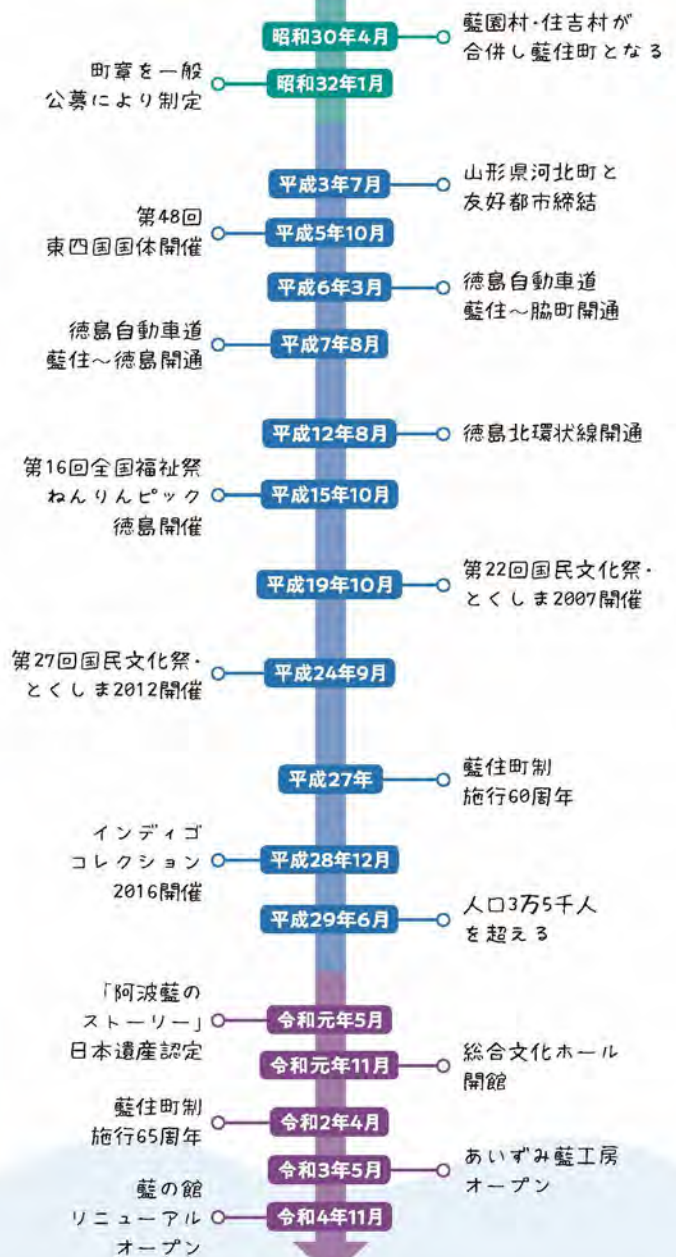 昭和30年4月
藍園村・住吉村が
合併し藍住町となる
昭和32年1月
町章を一般
公募により制定
平成3年7月
山形県河北町と
友好都市締結
平成5年10月
第48回
東四国国体開催
平成6年3月
徳島自動車道
藍住～脇町開通
平成7年8月
徳島自動車道
藍住～徳島開通
平成12年8月
徳島北環状線開通
平成15年10月
第16回全国福祉祭
ねんりんピック
徳島開催
平成19年10月
第22回国民文化祭・
とくしま2007開催
平成24年9月
第27回国民文化祭・
とくしま2012開催
平成27年
藍住町制
施行60周年
平成28年12月
インディゴ
コレクション
2016開催
平成29年6月
人口3万5千人
を超える
令和元年5月
「阿波藍の
ストーリー」
日本遺産認定
令和元年11月
総合文化ホール
開館
令和2年4月
藍住町制
施行65周年
令和3年5月
あいずみ藍工房
オープン
令和4年11月
藍の館
リニューアル
オープン